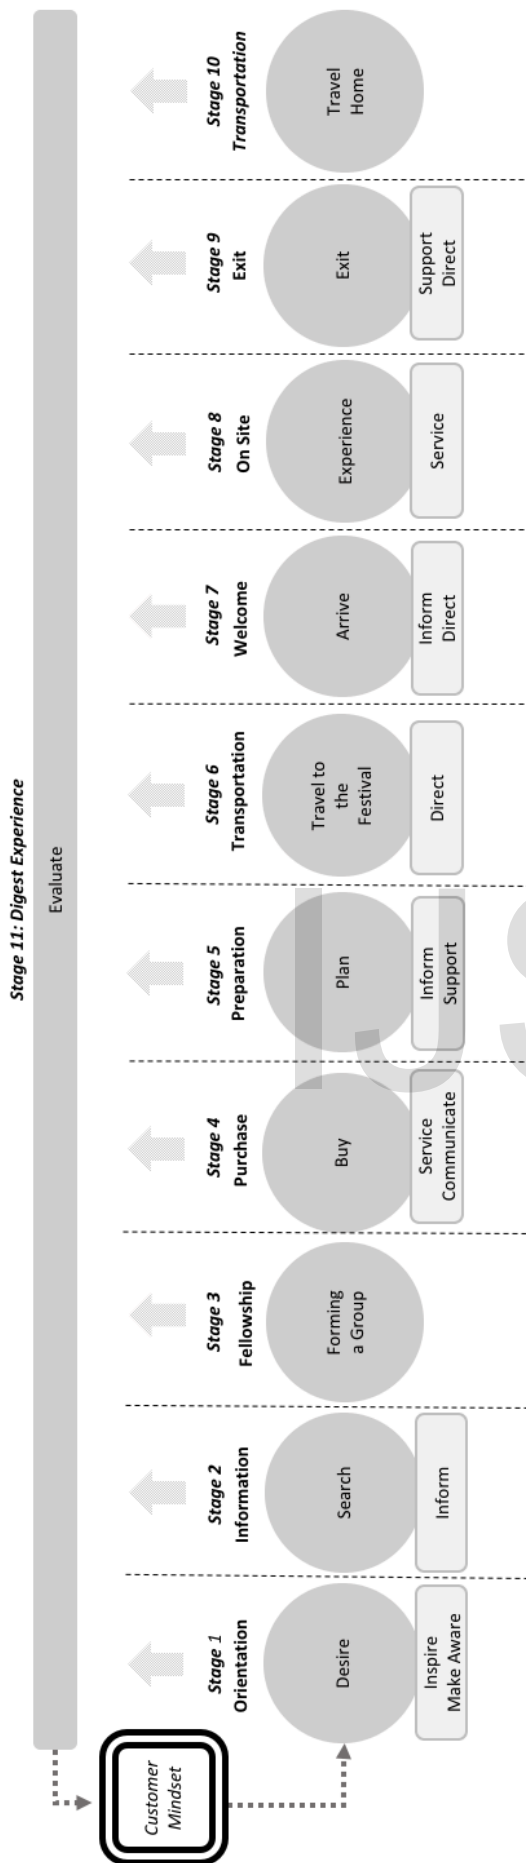 Stage 11: Digest Experience
Evaluate
Customer
Mindset
Stage 1
Orientation
Desire
Inspire
Make Aware
Stage 2
Information
Search
Inform
Stage 3
Fellowship
Forming
a Group
Stage 4
Purchase
Buy
Service
Communicate
Stage 5
Preparation
Plan
Inform
Support
Stage 6
Transportation
Travel to
the
Festival
Direct
Stage 7
Welcome
Arrive
Inform
Direct
Stage 8
On Site
Experience
Service
Stage 9
Exit
Exit
Support
Direct
Stage 10
Transportation
Travel
Home